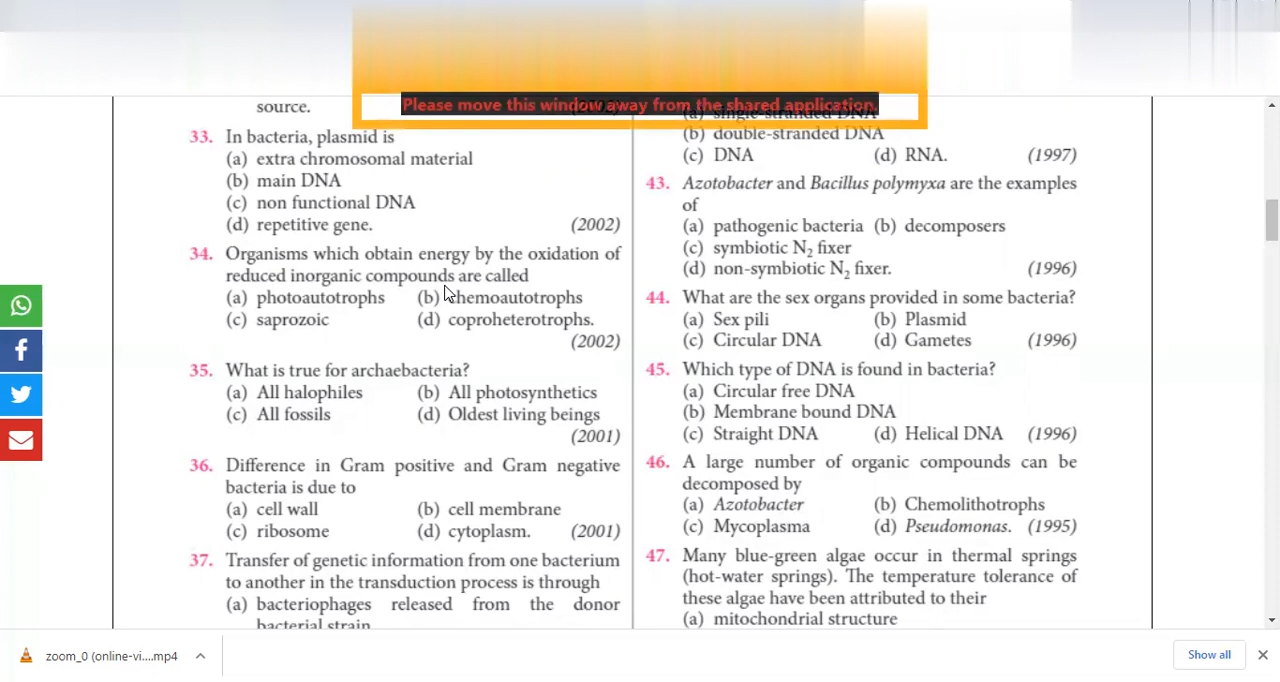 Please move this window away from the shared application.
source.
33. In bacteria, plasmid is
(a) extra chromosomal material
(b) main DNA
(c) non functional DNA
(d) repetitive gene. (2002)
34. Organisms which obtain energy by the oxidation of
reduced inorganic compounds are called
(a) photoautotrophs (b) chemoautotrophs
(c) saprozoic (d) coproheterotrophs.
(2002)
35. What is true for archaebacteria?
(a) All halophiles (b) All photosynthetics
(c) All fossils (d) Oldest living beings
(2001)
36. Difference in Gram positive and Gram negative
bacteria is due to
(a) cell wall (b) cell membrane
(c) ribosome (d) cytoplasm. (2001)
37. Transfer of genetic information from one bacterium
to another in the transduction process is through
(a) bacteriophages released from the donor
bacterial strain
(a) single-stranded DNA
(b) double-stranded DNA
(c) DNA (d) RNA. (1997)
43. Azotobacter and Bacillus polymyxa are the examples
of
(a) pathogenic bacteria (b) decomposers
(c) symbiotic N₂ fixer
(d) non-symbiotic N₂ fixer. (1996)
44. What are the sex organs provided in some bacteria?
(a) Sex pili (b) Plasmid
(c) Circular DNA (d) Gametes (1996)
45. Which type of DNA is found in bacteria?
(a) Circular free DNA
(b) Membrane bound DNA
(c) Straight DNA (d) Helical DNA (1996)
46. A large number of organic compounds can be
decomposed by
(a) Azotobacter (b) Chemolithotrophs
(c) Mycoplasma (d) Pseudomonas. (1995)
47. Many blue-green algae occur in thermal springs
(hot-water springs). The temperature tolerance of
these algae have been attributed to their
(a) mitochondrial structure
zoom_0 (online-vi....mp4
Show all